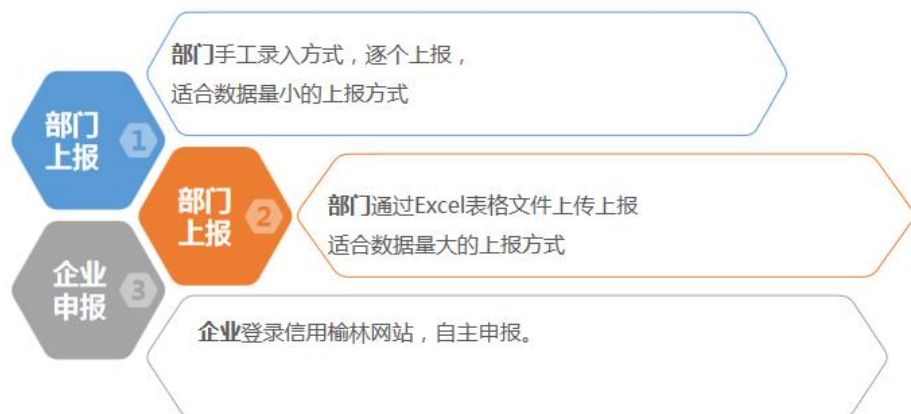 部门手工录入方式，逐个上报，
适合数据量小的上报方式
部门
上报
1
部门
上报
2
部门通过Excel表格文件上传上报
适合数据量大的上报方式
企业
申报
3
企业登录信用榆林网站，自主申报。